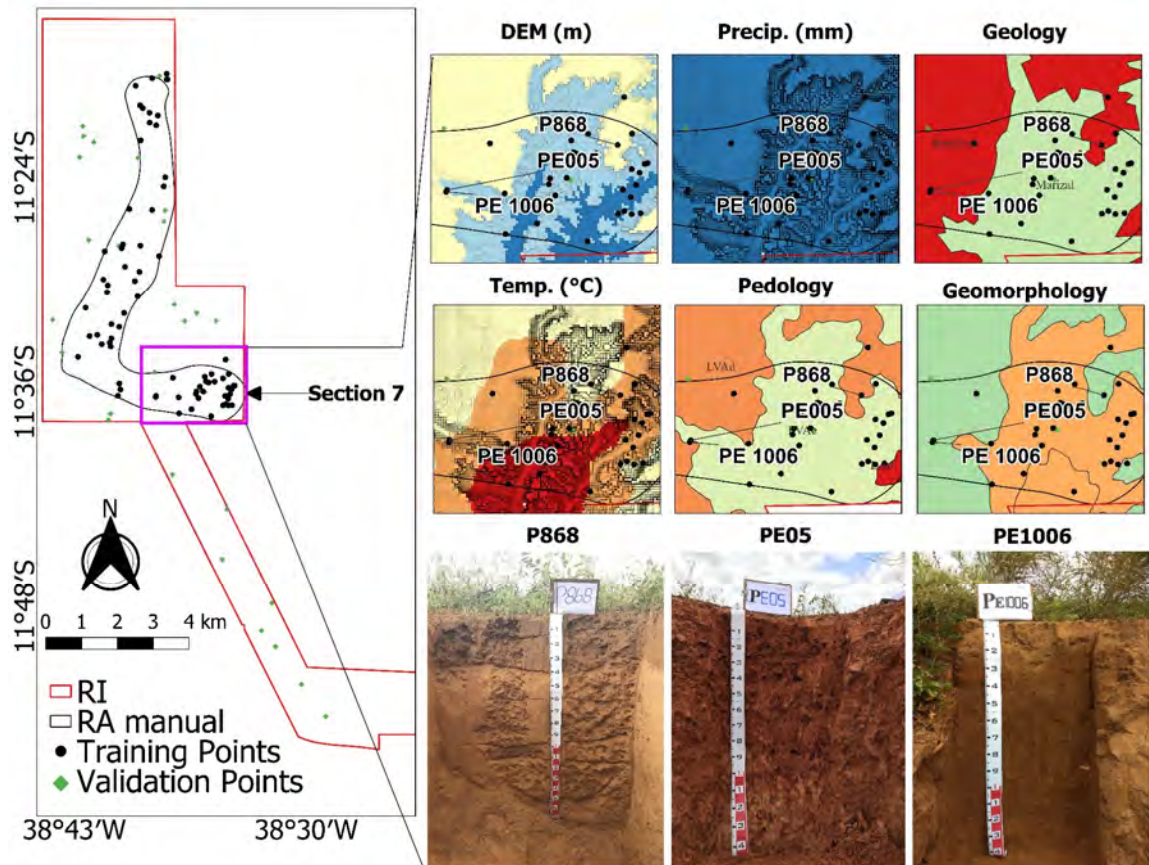 11°24'S
11°36'S
11°48'S
Section 7
N
0 1 2 3 4 km
RI
RA manual
Training Points
Validation Points
38°43'W 38°30'W
DEM (m)
P868
PE005
PE 1006
Precip. (mm)
P868
PE005
PE 1006
Geology
P868
PE005
Marizal
PE 1006
Temp. (°C)
P868
PE005
PE 1006
Pedology
LVAd
P868
PE005
PE 1006
Geomorphology
P868
PE005
PE 1006
P868
P868
PE05
PE05
PE1006
PE1006